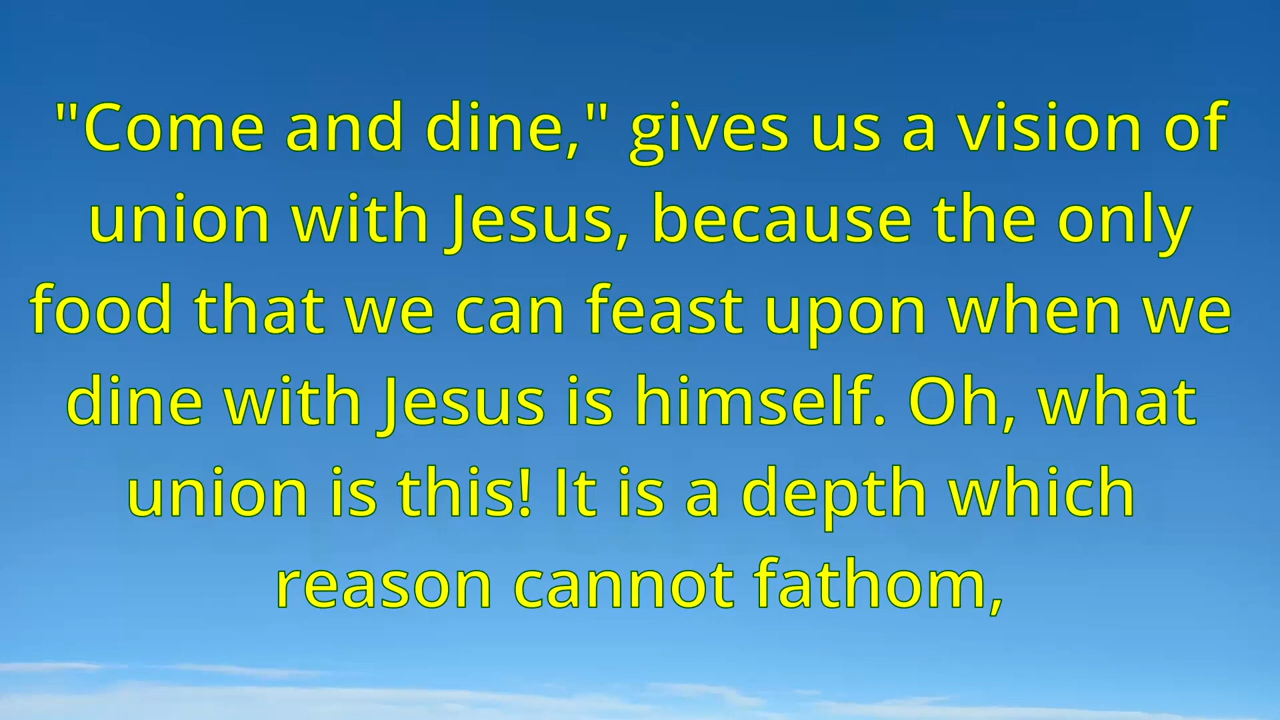 "Come and dine," gives us a vision of
union with Jesus, because the only
food that we can feast upon when we
dine with Jesus is himself. Oh, what
union is this! It is a depth which
reason cannot fathom,